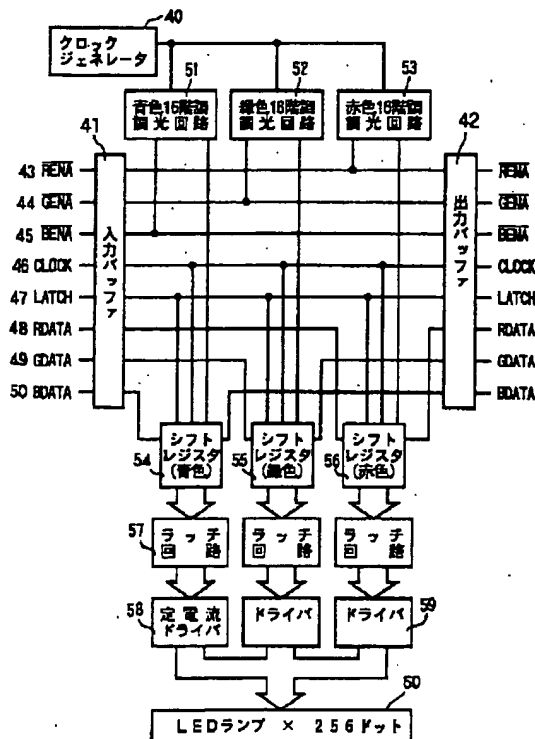 40
クロック
ジェネレータ
51
52
53
青色16階調
調光回路
緑色16階調
調光回路
赤色16階調
調光回路
41
42
43 RENA
44 GENA
45 BENA
46 CLOCK
47 LATCH
48 RDATA
49 GDATA
50 BDATA
入力バッファ
出力バッファ
RENA
GENA
BENA
CLOCK
LATCH
RDATA
GDATA
BDATA
シフト
レジスタ
(青色)
54
シフト
レジスタ
(緑色)
55
シフト
レジスタ
(赤色)
56
57
ラッチ
回路
ラッチ
回路
ラッチ
回路
58
定電流
ドライバ
ドライバ
ドライバ
59
60
LEDランプ × 256ドット